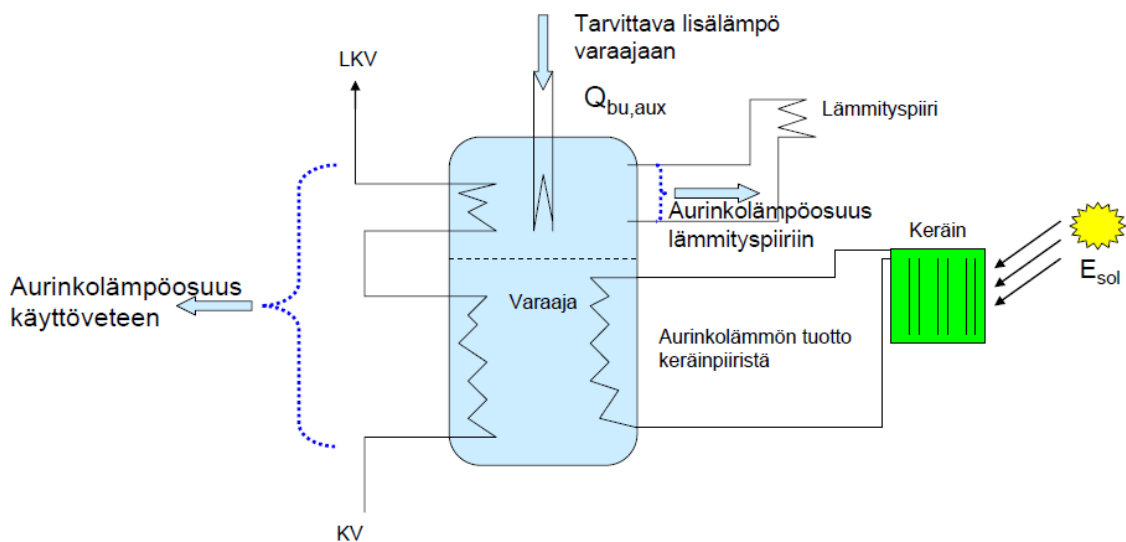 Tarvittava lisälämpö
varaajaan
LKV
Qbu,aux
Lämmityspiiri
Aurinkolämpöosuus
lämmityspiiriin
Keräin
Esol
Aurinkolämpöosuus
käyttöveteen
Varaaja
Aurinkolämmön tuotto
keräinpiiristä
KV